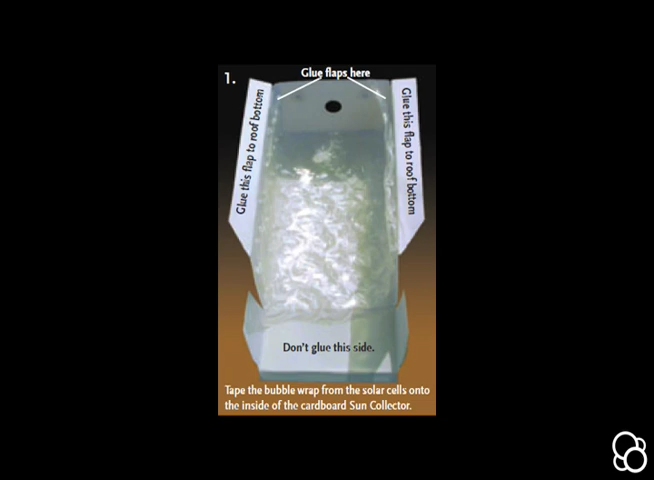 1.
Glue flaps here
Glue this flap to roof bottom
Glue this flap to roof bottom
Don't glue this side.
Tape the bubble wrap from the solar cells onto
the inside of the cardboard Sun Collector.